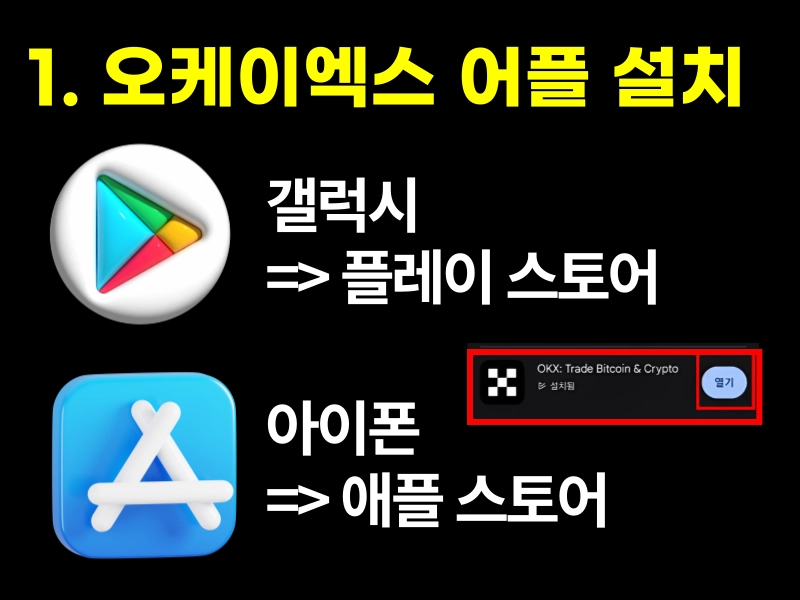 1. 오케이엑스 어플 설치
갤럭시
=> 플레이 스토어
OKX: Trade Bitcoin & Crypto
설치됨
열기
아이폰
=> 애플 스토어